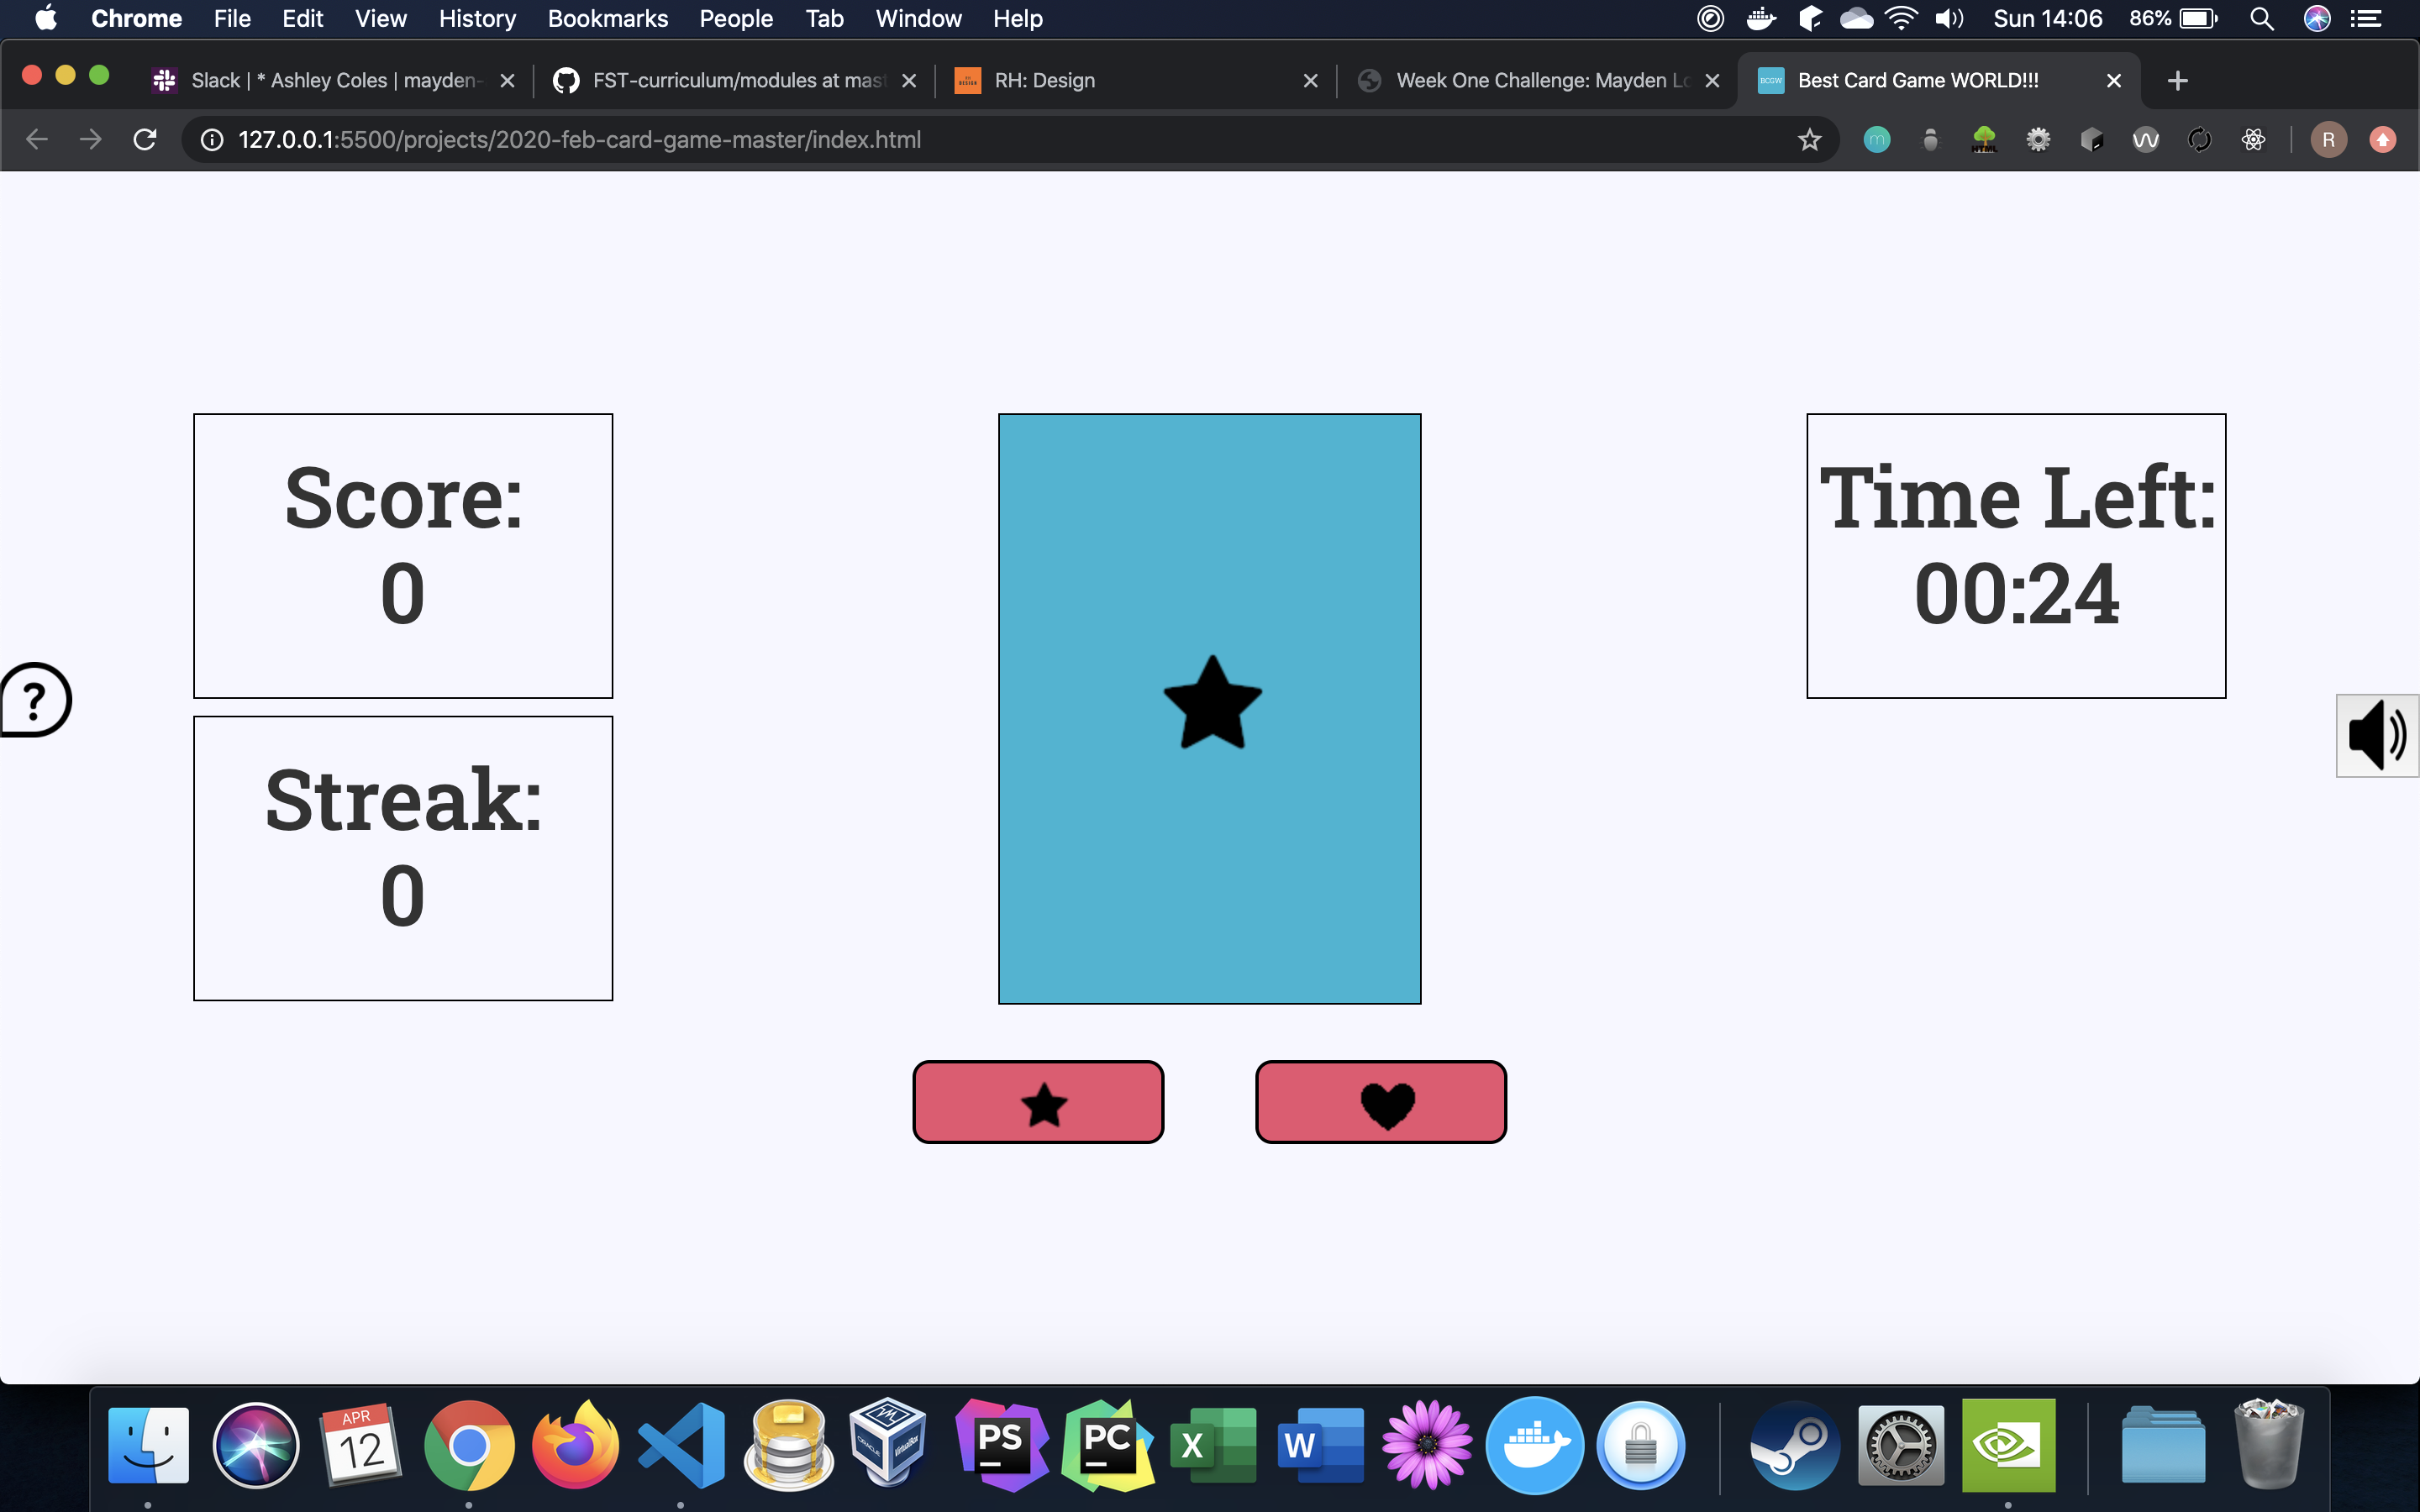 Chrome File Edit View History Bookmarks People Tab Window Help Sun 14:06 86%
Slack | * Ashley Coles | mayden- FST-curriculum/modules at mast RH: Design Week One Challenge: Mayden Lo BCGW Best Card Game WORLD!!!
127.0.0.1:5500/projects/2020-feb-card-game-master/index.html R
Score:
0
Time Left:
00:24
?
Streak:
0
APR
12
PS
PC
X
W